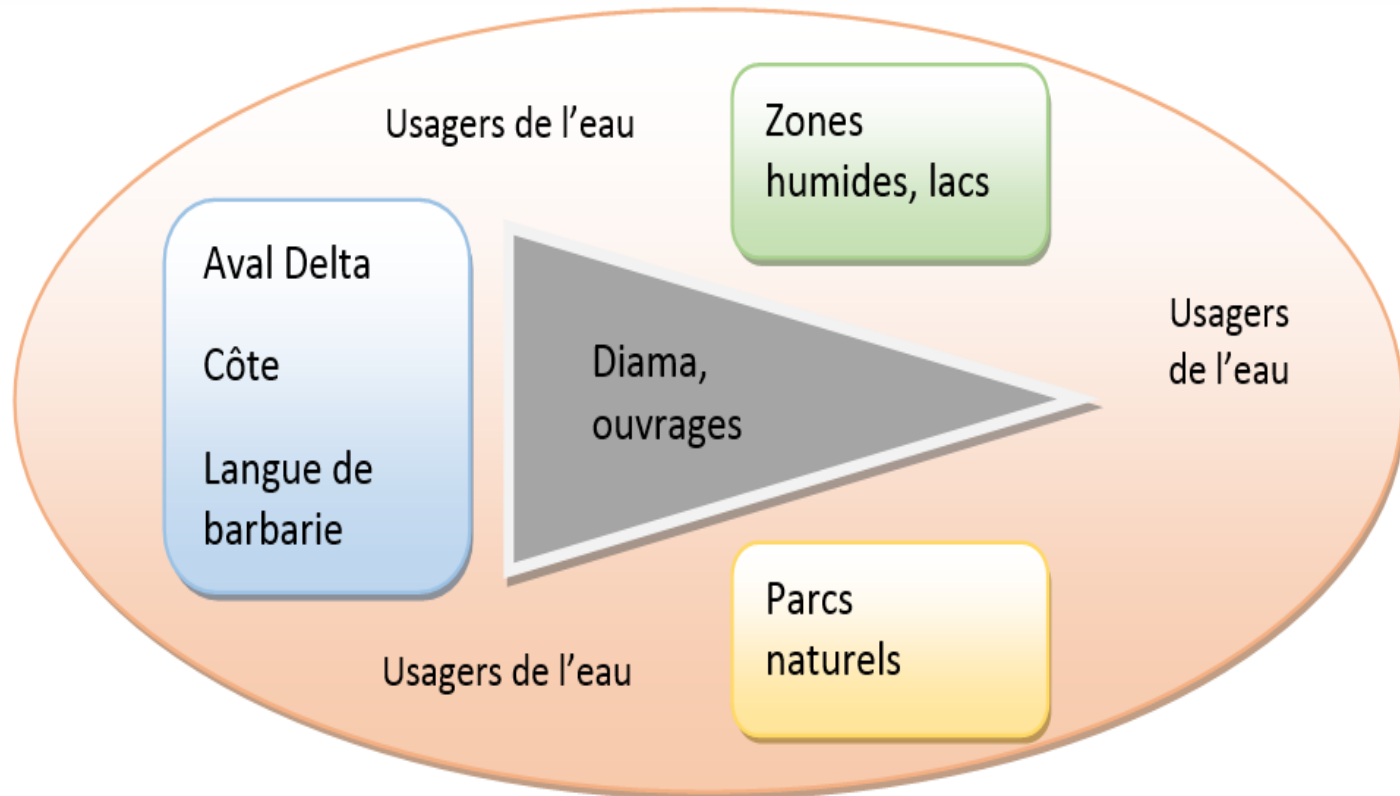 Usagers de l’eau
Zones
humides, lacs
Aval Delta
Côte
Langue de
barbarie
Diama,
ouvrages
Usagers
de l’eau
Parcs
naturels
Usagers de l’eau